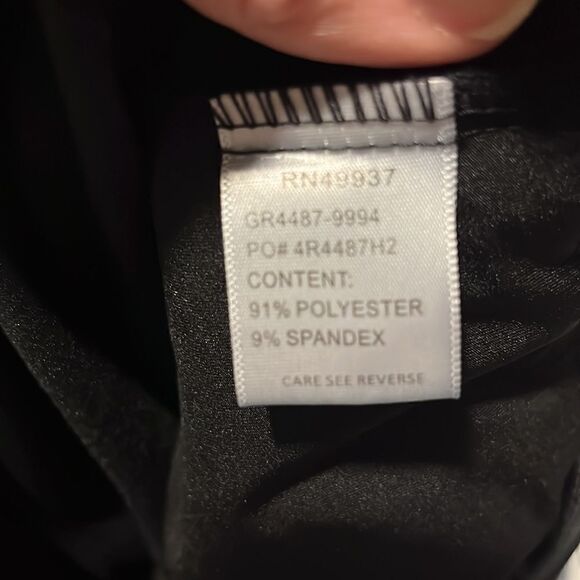 RN49937
GR4487-9994
PO# 4R4487H2
CONTENT:
91% POLYESTER
9% SPANDEX
CARE SEE REVERSE